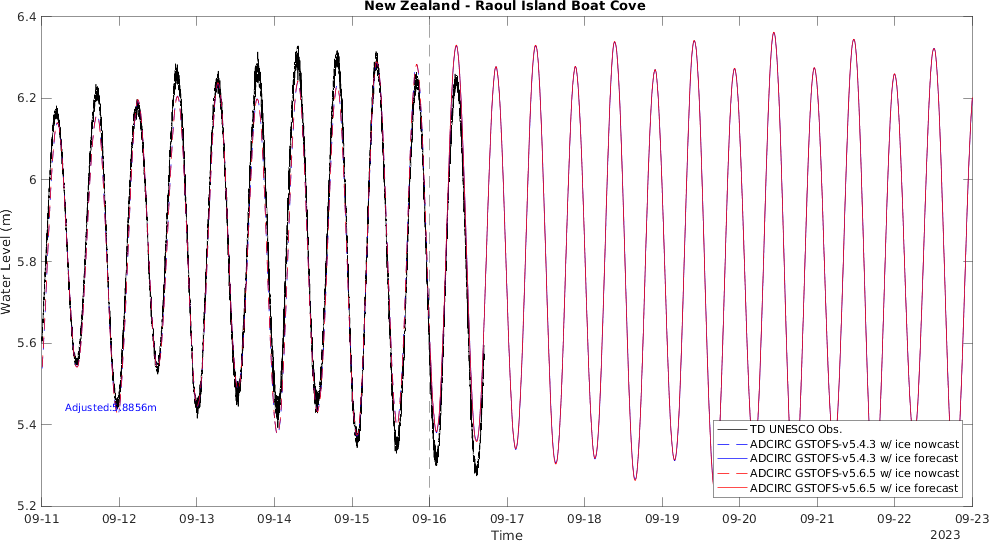 New Zealand - Raoul Island Boat Cove
Water Level (m)
6.4
6.2
6
5.8
5.6
5.4
5.2
Adjusted:5.8856m
TD UNESCO Obs.
ADCIRC GSTOFS-v5.4.3 w/ ice nowcast
ADCIRC GSTOFS-v5.4.3 w/ ice forecast
ADCIRC GSTOFS-v5.6.5 w/ ice nowcast
ADCIRC GSTOFS-v5.6.5 w/ ice forecast
09-11 09-12 09-13 09-14 09-15 09-16 09-17 09-18 09-19 09-20 09-21 09-22 09-23
Time
2023